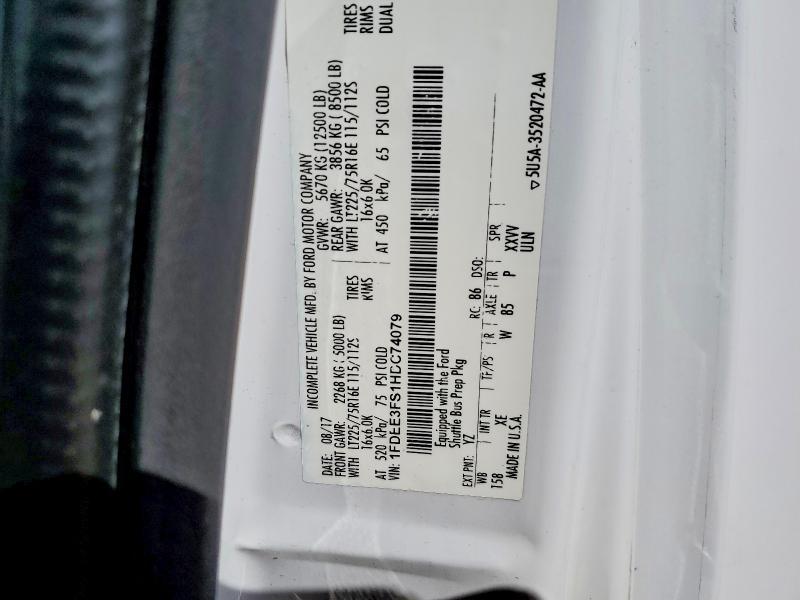 INCOMPLETE VEHICLE MFD. BY FORD MOTOR COMPANY
DATE: 08/17 GVWR: 5670 KG (12500 LB)
FRONT GAWR: 2268 KG (5000 LB) REAR GAWR: 3856 KG (8500 LB)
WITH LT225/75R16E 115/112S TIRES WITH LT225/75R16E 115/112S TIRES
16x6.0K RIMS 16x6.0K RIMS
AT 520 kPa/ 75 PSI COLD AT 450 kPa/ 65 PSI COLD DUAL
VIN: 1FDEE3FS1HDC74079
Equipped with the Ford
Shuttle Bus Prep Pkg
EXT PNT: YZ RC: 86 DSO:
WB INT TR TP/PS R AXLE TR SPR
158 XE W 85 P XXVV
MADE IN U.S.A. ULN
▽5U5A-3520472-AA